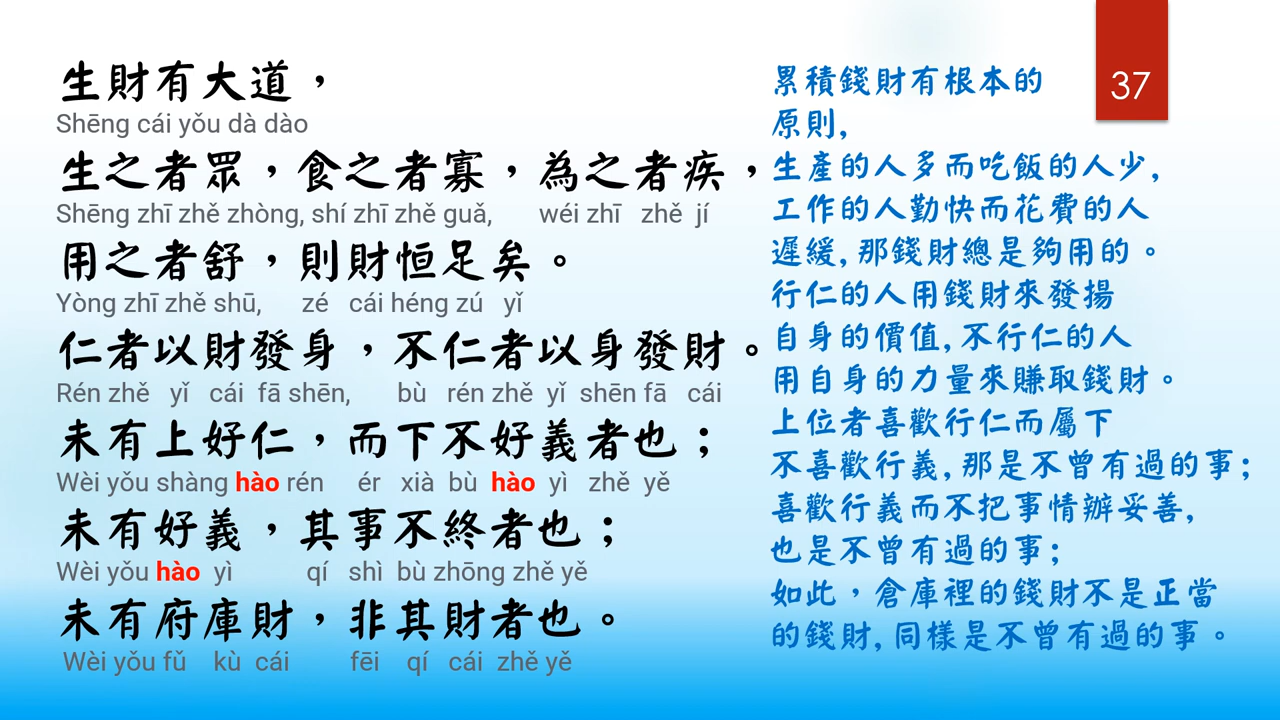 生財有大道，
Shēng cái yǒu dà dào
生之者眾，食之者寡，為之者疾，
Shēng zhī zhě zhòng, shí zhī zhě guǎ, wéi zhī zhě jí
用之者舒，則財恒足矣。
Yòng zhī zhě shū, zé cái héng zú yǐ
仁者以財發身，不仁者以身發財。
Rén zhě yǐ cái fā shēn, bù rén zhě yǐ shēn fā cái
未有上好仁，而下不好義者也；
Wèi yǒu shàng hào rén ér xià bù hào yì zhě yě
未有好義，其事不終者也；
Wèi yǒu hào yì qí shì bù zhōng zhě yě
未有府庫財，非其財者也。
Wèi yǒu fǔ kù cái fēi qí cái zhě yě
累積錢財有根本的
原則,
生產的人多而吃飯的人少,
工作的人勤快而花費的人
遲緩,那錢財總是夠用的。
行仁的人用錢財來發揚
自身的價值,不行仁的人
用自身的力量來賺取錢財。
上位者喜歡行仁而屬下
不喜歡行義,那是不曾有過的事;
喜歡行義而不把事情辦妥善,
也是不曾有過的事;
如此，倉庫裡的錢財不是正當
的錢財,同樣是不曾有過的事。
37